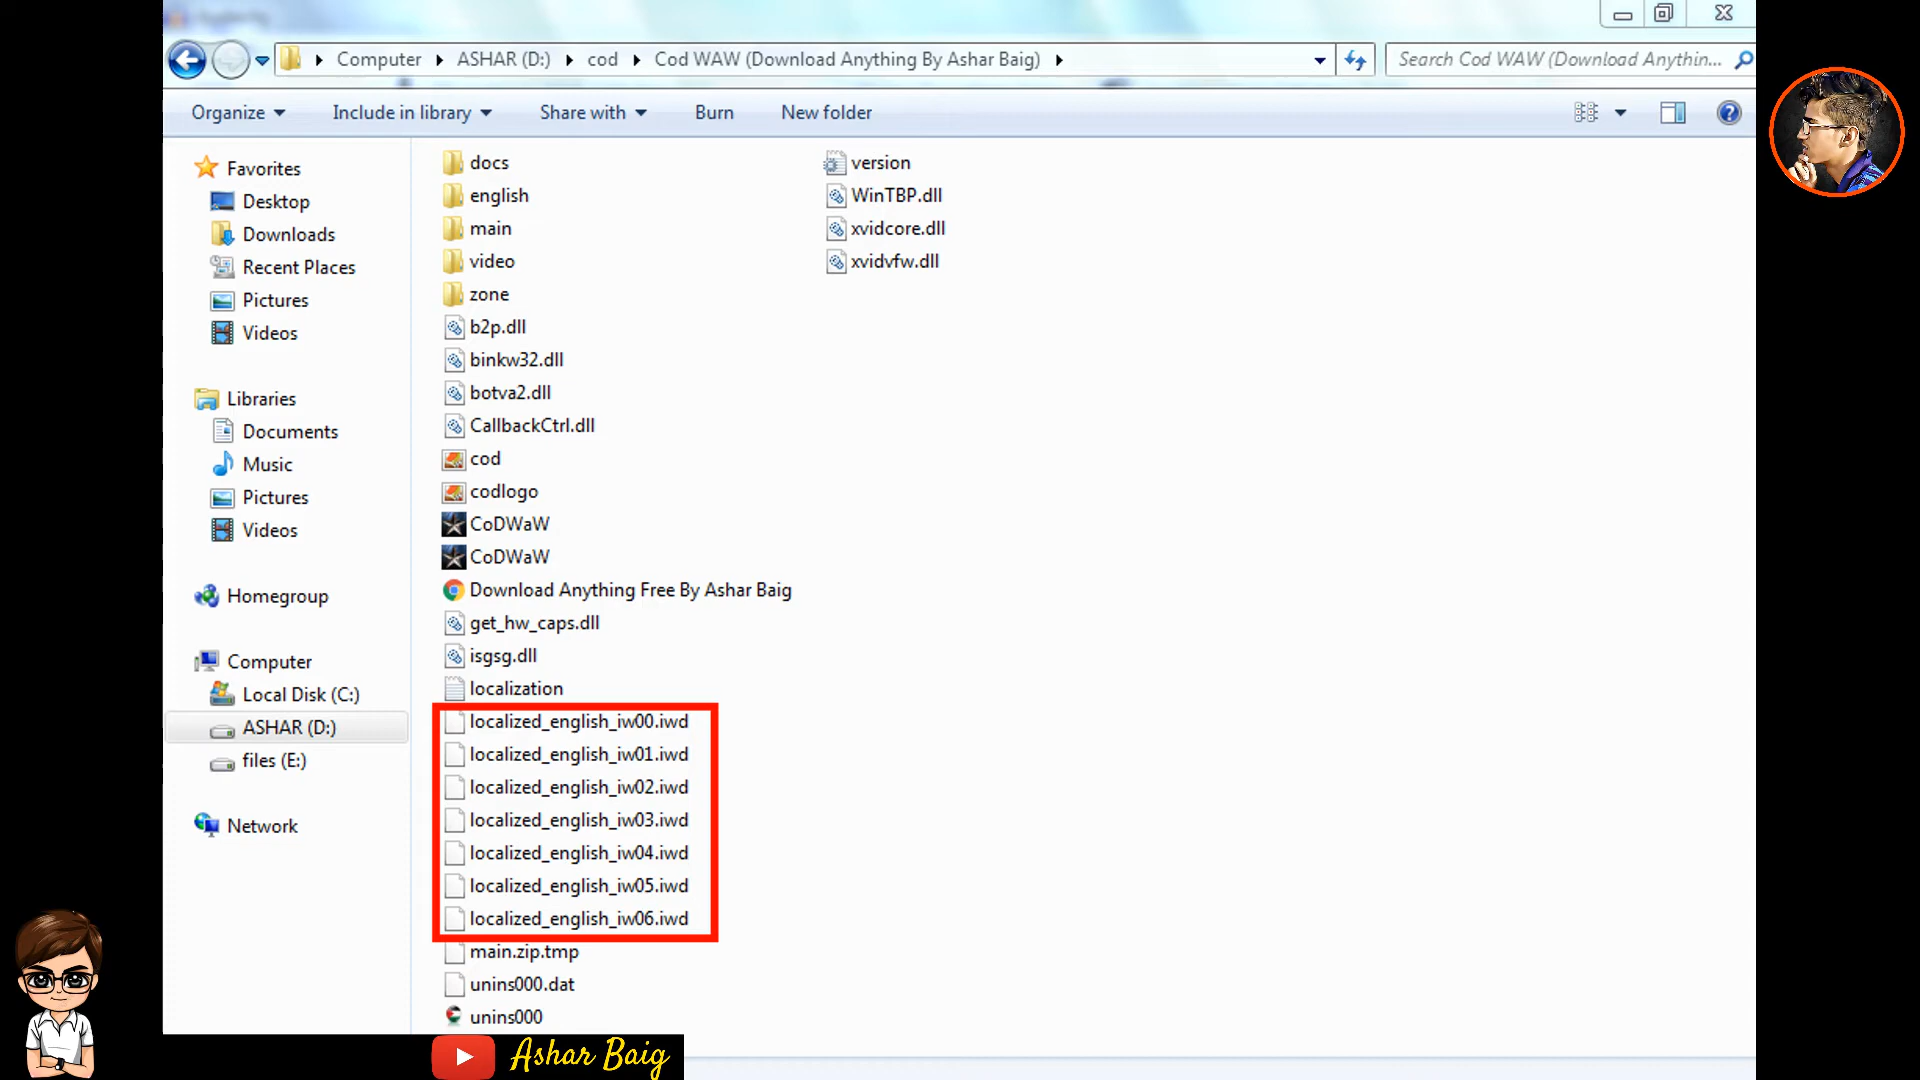 Computer ASHAR (D:) cod Cod WAW (Download Anything By Ashar Baig)
Search Cod WAW (Download Anythin...
Organize Include in library Share with Burn New folder
Favorites
Desktop
Downloads
Recent Places
Pictures
Videos
Libraries
Documents
Music
Pictures
Videos
Homegroup
Computer
Local Disk (C:)
ASHAR (D:)
files (E:)
Network
docs
english
main
video
zone
b2p.dll
binkw32.dll
botva2.dll
CallbackCtrl.dll
cod
codlogo
CoDWaW
CoDWaW
Download Anything Free By Ashar Baig
get_hw_caps.dll
isgsg.dll
localization
localized_english_iw00.iwd
localized_english_iw01.iwd
localized_english_iw02.iwd
localized_english_iw03.iwd
localized_english_iw04.iwd
localized_english_iw05.iwd
localized_english_iw06.iwd
main.zip.tmp
unins000.dat
unins000
version
WinTBP.dll
xvidcore.dll
xvidvfw.dll
Ashar Baig